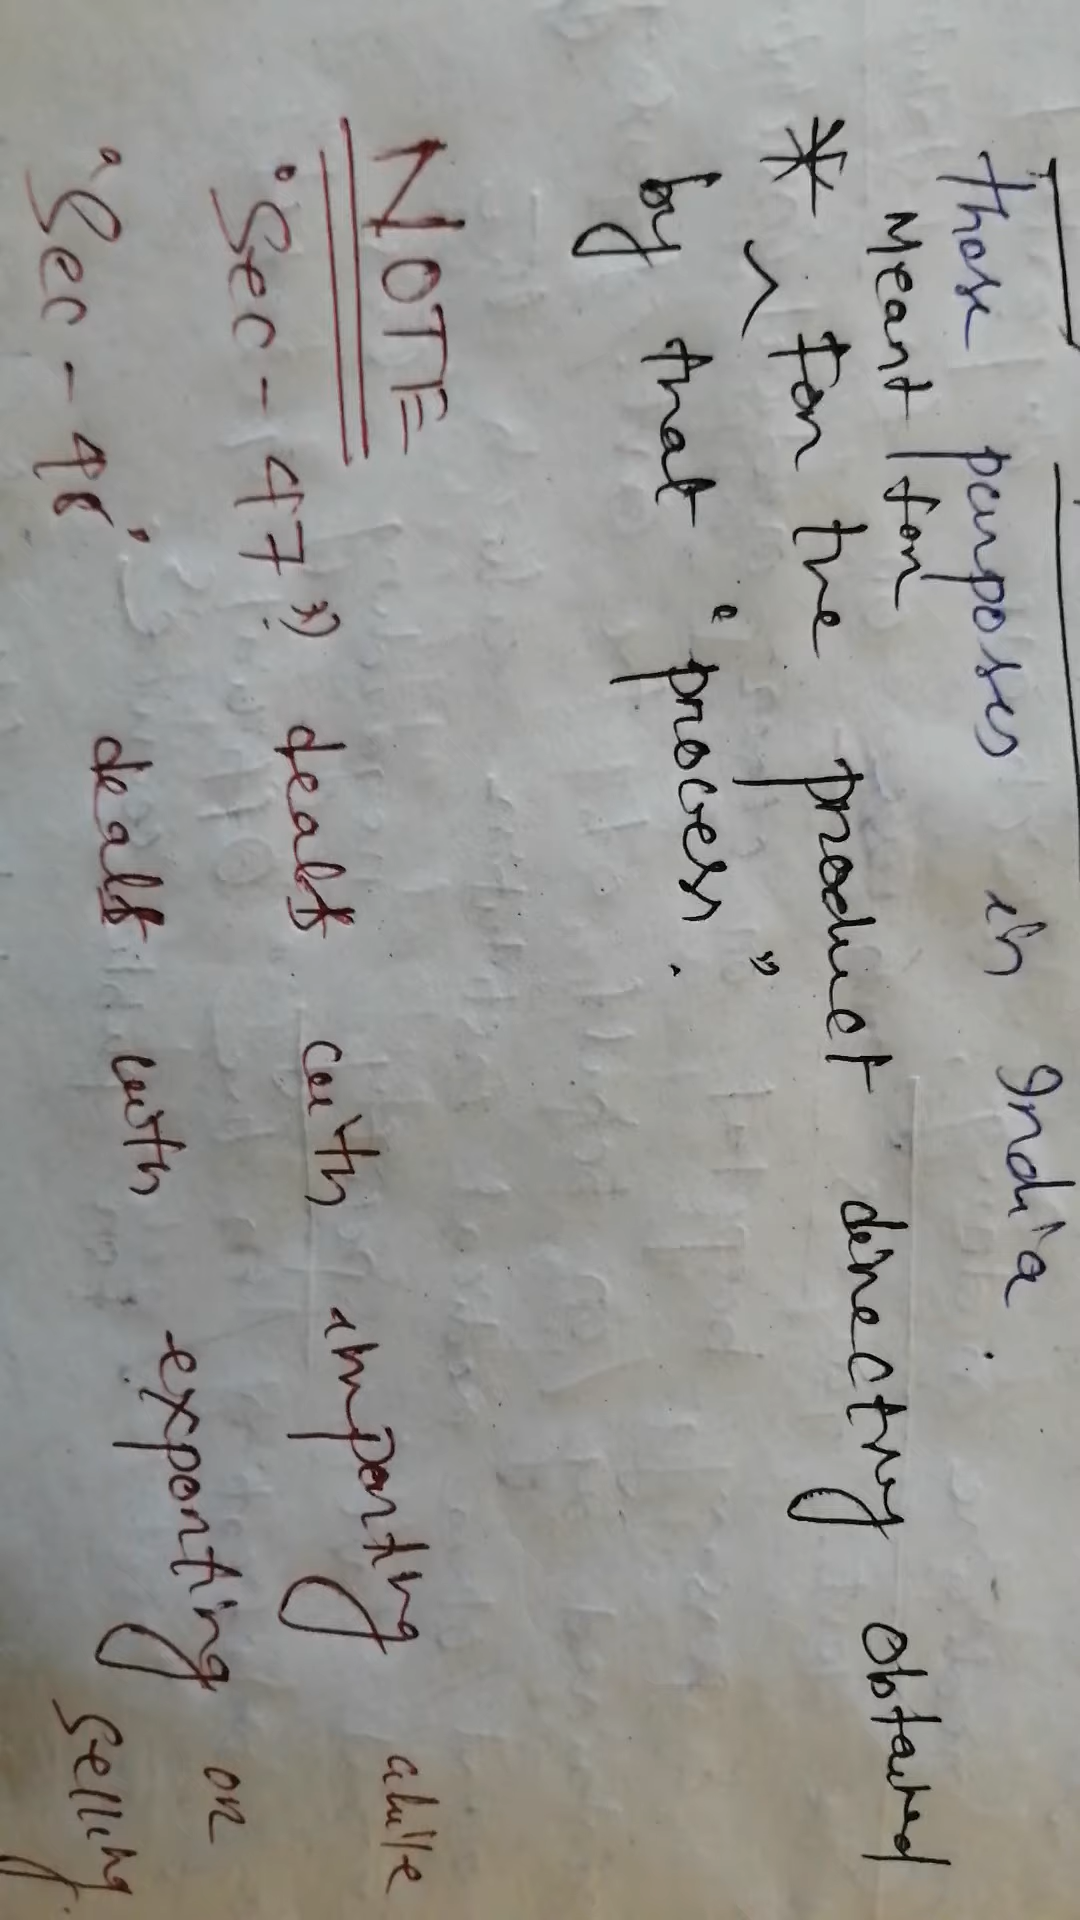 those purposes in India.
Meant for
* ^ for the product directly obtained
by that "process".
NOTE
"Sec - 47" deals with importing while
"Sec - 48" deals with exporting or
selling.